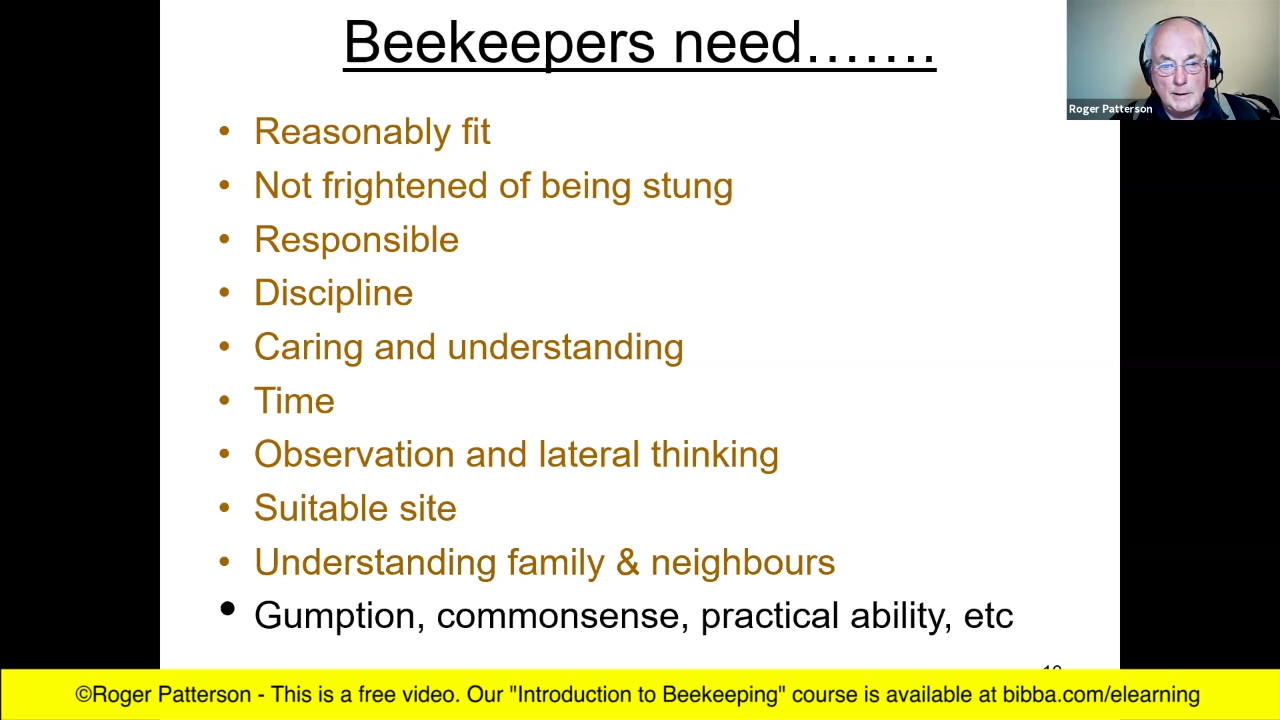 Beekeepers need…….
Roger Patterson
• Reasonably fit
• Not frightened of being stung
• Responsible
• Discipline
• Caring and understanding
• Time
• Observation and lateral thinking
• Suitable site
• Understanding family & neighbours
• Gumption, commonsense, practical ability, etc
©Roger Patterson - This is a free video. Our "Introduction to Beekeeping" course is available at bibba.com/elearning